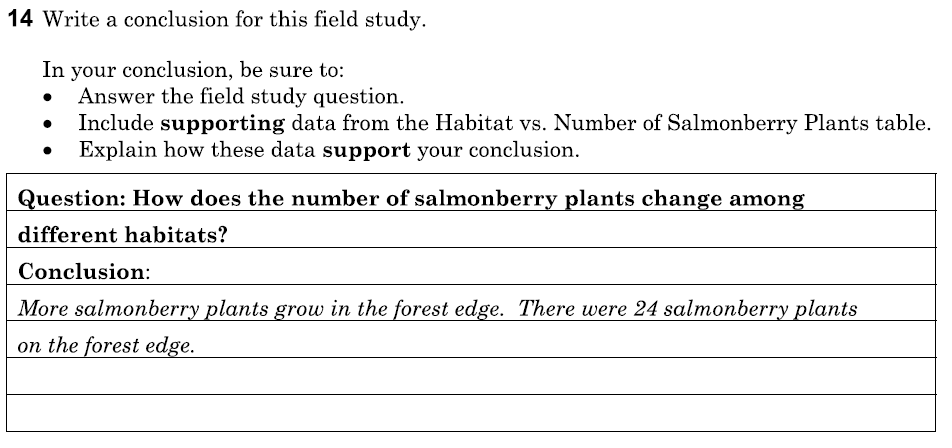 14 Write a conclusion for this field study.
In your conclusion, be sure to:
• Answer the field study question.
• Include supporting data from the Habitat vs. Number of Salmonberry Plants table.
• Explain how these data support your conclusion.
Question: How does the number of salmonberry plants change among
different habitats?
Conclusion:
More salmonberry plants grow in the forest edge. There were 24 salmonberry plants
on the forest edge.